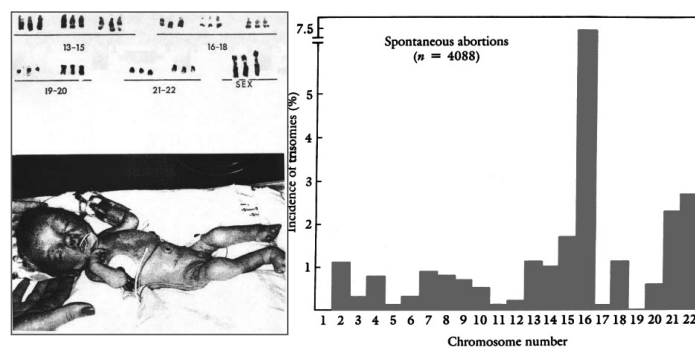 13-15
16-18
19-20
21-22
SEX
Spontaneous abortions
(n = 4088)
Incidence of trisomies (%)
7.5
5
4
3
2
1
1 2 3 4 5 6 7 8 9 10 11 12 13 14 15 16 17 18 19 20 21 22
Chromosome number